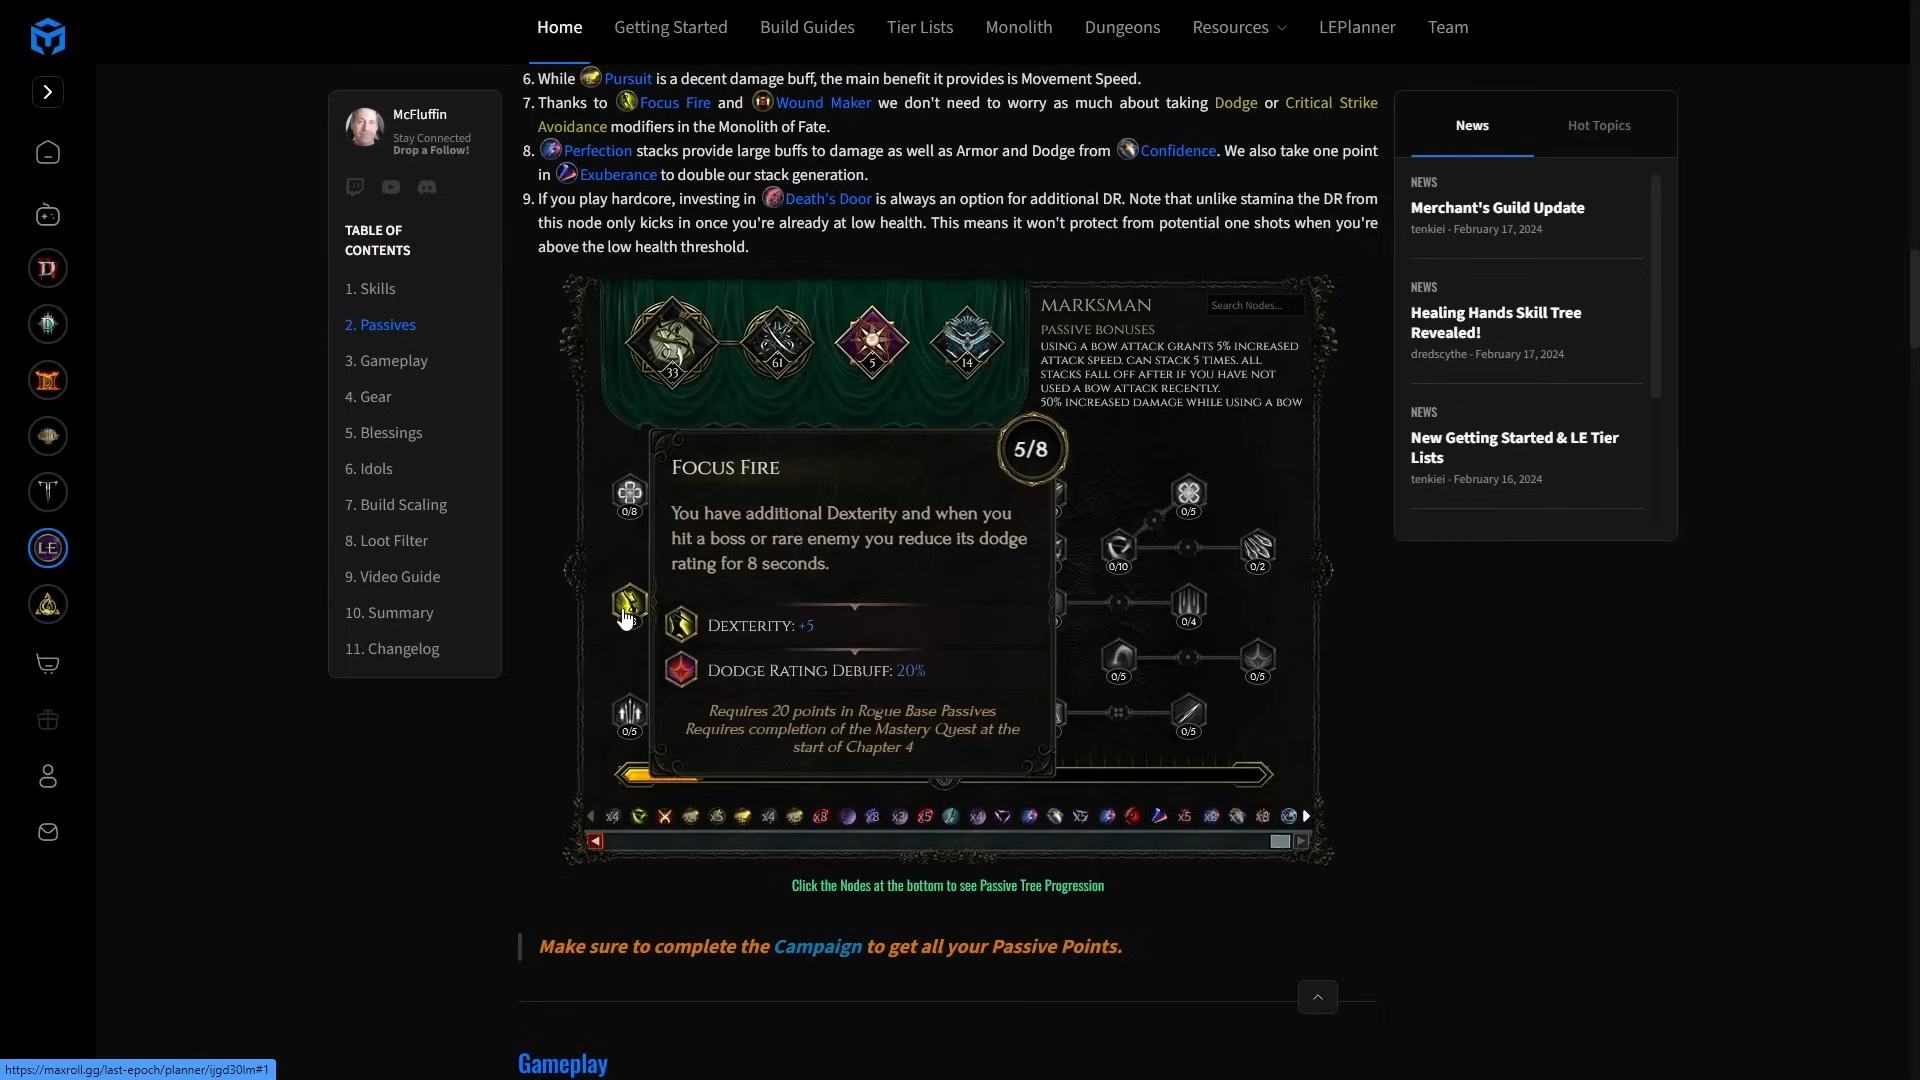 Home
Getting Started
Build Guides
Tier Lists
Monolith
Dungeons
Resources
LEPlanner
Team
McFluffin
Stay Connected
Drop a Follow!
TABLE OF
CONTENTS
1. Skills
2. Passives
3. Gameplay
4. Gear
5. Blessings
6. Idols
7. Build Scaling
8. Loot Filter
9. Video Guide
10. Summary
11. Changelog
6. While Pursuit is a decent damage buff, the main benefit it provides is Movement Speed.
7. Thanks to Focus Fire and Wound Maker we don't need to worry as much about taking Dodge or Critical Strike
Avoidance modifiers in the Monolith of Fate.
8. Perfection stacks provide large buffs to damage as well as Armor and Dodge from Confidence. We also take one point
in Exuberance to double our stack generation.
9. If you play hardcore, investing in Death's Door is always an option for additional DR. Note that unlike stamina the DR from
this node only kicks in once you're already at low health. This means it won't protect from potential one shots when you're
above the low health threshold.
33
61
5
14
MARKSMAN
Search Nodes...
PASSIVE BONUSES
USING A BOW ATTACK GRANTS 5% INCREASED
ATTACK SPEED. CAN STACK 5 TIMES. ALL
STACKS FALL OFF AFTER IF YOU HAVE NOT
USED A BOW ATTACK RECENTLY.
50% INCREASED DAMAGE WHILE USING A BOW
5/8
FOCUS FIRE
You have additional Dexterity and when you
hit a boss or rare enemy you reduce its dodge
rating for 8 seconds.
DEXTERITY: +5
DODGE RATING DEBUFF: 20%
Requires 20 points in Rogue Base Passives
Requires completion of the Mastery Quest at the
start of Chapter 4
0/8
0/5
0/5
0/10
0/2
0/4
0/5
0/5
0/5
Click the Nodes at the bottom to see Passive Tree Progression
Make sure to complete the Campaign to get all your Passive Points.
Gameplay
News
Hot Topics
NEWS
Merchant's Guild Update
tenkiei - February 17, 2024
NEWS
Healing Hands Skill Tree
Revealed!
dredscythe - February 17, 2024
NEWS
New Getting Started & LE Tier
Lists
tenkiei - February 16, 2024
LE
https://maxroll.gg/last-epoch/planner/ijgd30lm#1